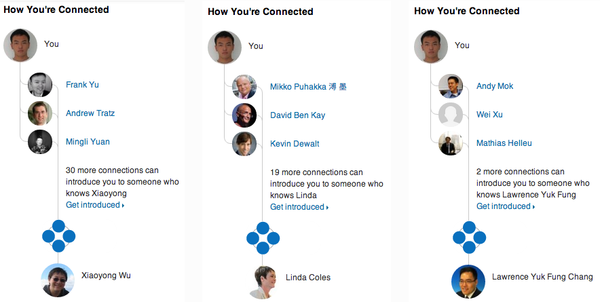 How You're Connected
You
Frank Yu
Andrew Tratz
Mingli Yuan
30 more connections can
introduce you to someone who
knows Xiaoyong
Get introduced
Xiaoyong Wu
How You're Connected
You
Mikko Puhakka 溥 墨
David Ben Kay
Kevin Dewalt
19 more connections can
introduce you to someone who
knows Linda
Get introduced
Linda Coles
How You're Connected
You
Andy Mok
Wei Xu
Mathias Helleu
2 more connections can
introduce you to someone who
knows Lawrence Yuk Fung
Get introduced
Lawrence Yuk Fung Chang